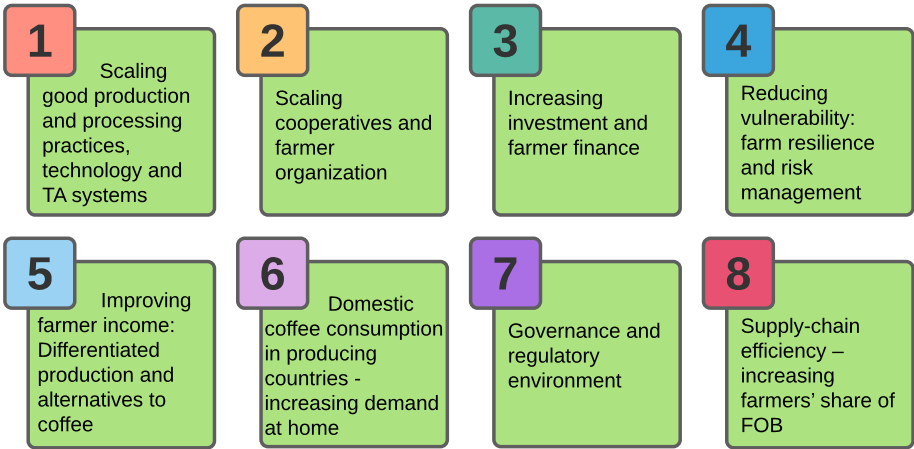 1
Scaling
good production
and processing
practices,
technology and
TA systems
2
Scaling
cooperatives and
farmer
organization
3
Increasing
investment and
farmer finance
4
Reducing
vulnerability:
farm resilience
and risk
management
5
Improving
farmer income:
Differentiated
production and
alternatives to
coffee
6
Domestic
coffee consumption
in producing
countries -
increasing demand
at home
7
Governance and
regulatory
environment
8
Supply-chain
efficiency –
increasing
farmers’ share of
FOB